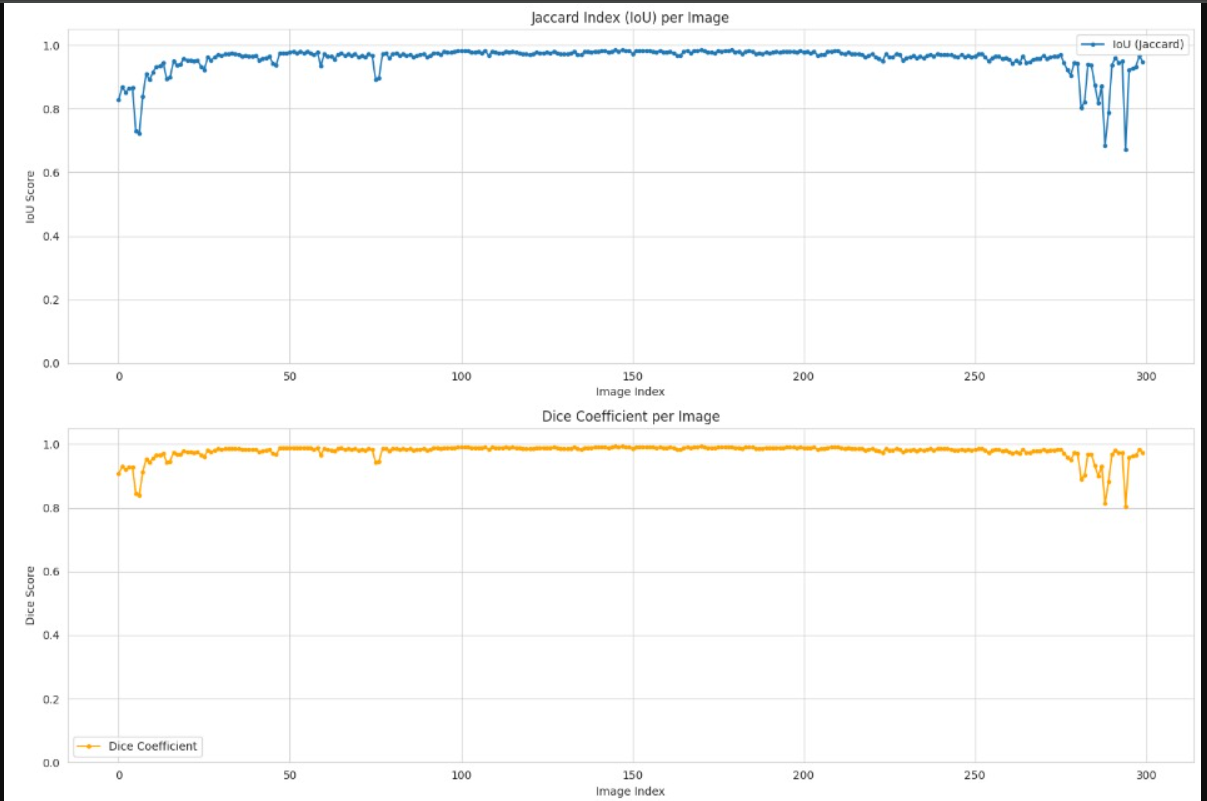 Jaccard Index (IoU) per Image
IoU (Jaccard)
IoU Score
1.0
0.8
0.6
0.4
0.2
0.0
0 50 100 150 200 250 300
Image Index
Dice Coefficient per Image
Dice Score
1.0
0.8
0.6
0.4
0.2
0.0
Dice Coefficient
0 50 100 150 200 250 300
Image Index